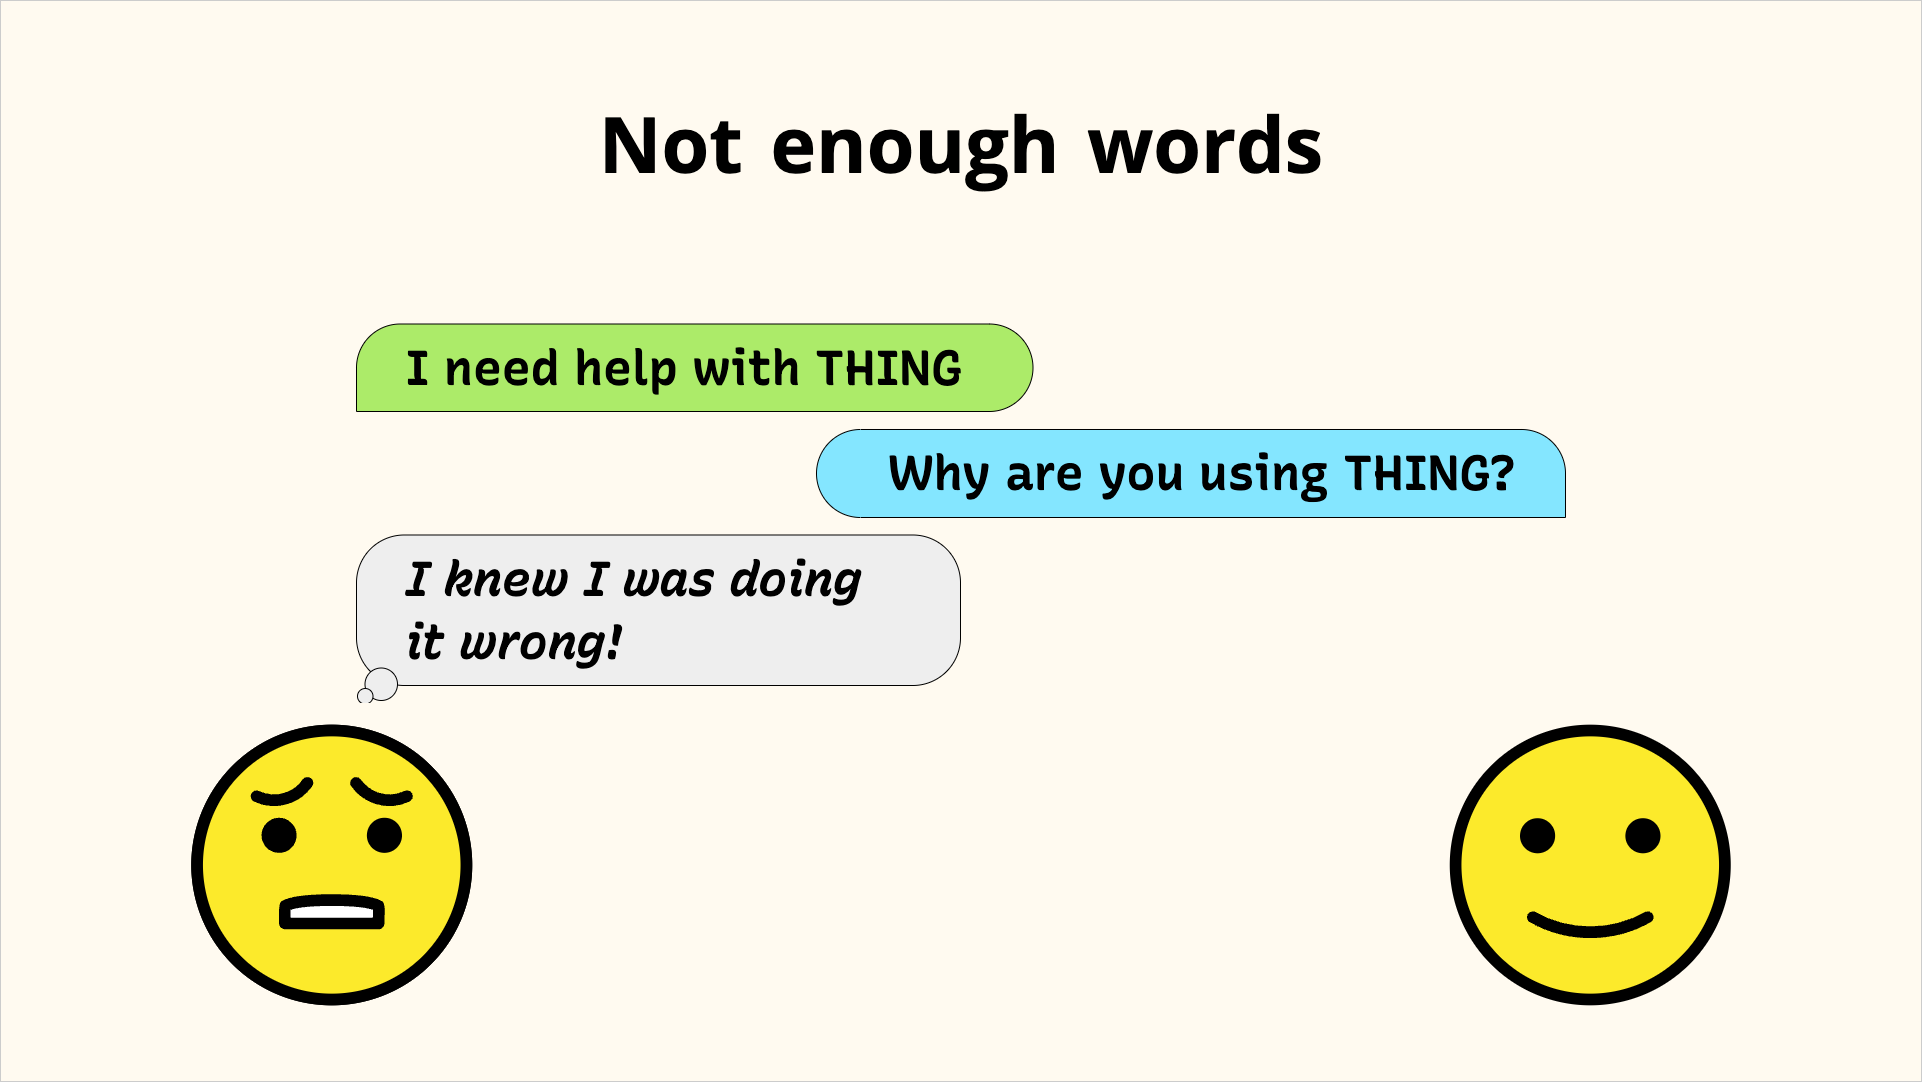 Not enough words
I need help with THING
Why are you using THING?
I knew I was doing
it wrong!